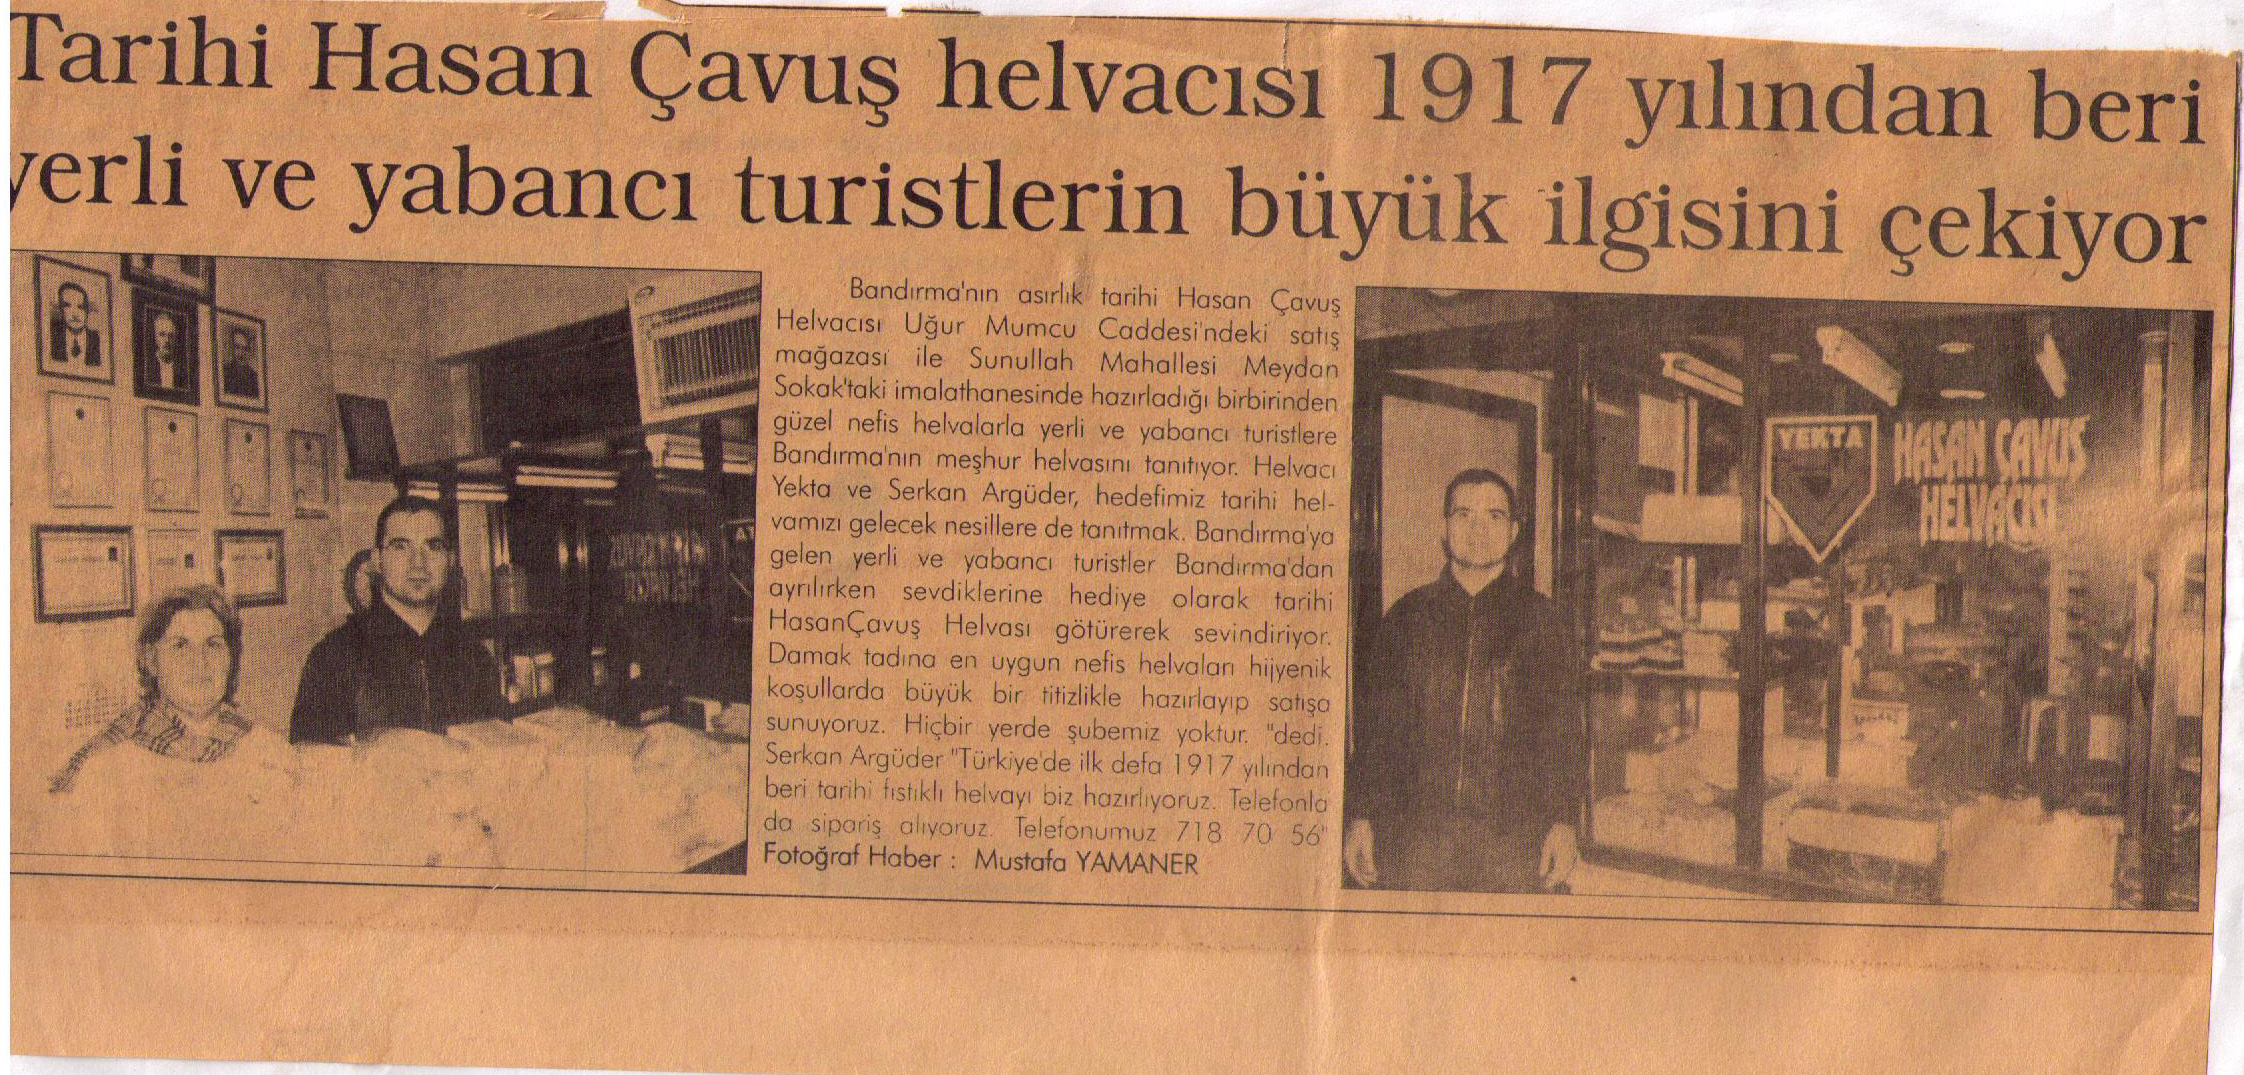 Tarihi Hasan Çavuş helvacısı 1917 yılından beri
yerli ve yabancı turistlerin büyük ilgisini çekiyor
Bandırma'nın asırlık tarihi Hasan Çavuş
Helvacısı Uğur Mumcu Caddesi'ndeki satış
mağazası ile Sunullah Mahallesi Meydan
Sokak'taki imalathanesinde hazırladığı birbirinden
güzel nefis helvalarla yerli ve yabancı turistlere
Bandırma'nın meşhur helvasını tanıtıyor. Helvacı
Yekta ve Serkan Argüder, hedefimiz tarihi hel-
vamızı gelecek nesillere de tanıtmak. Bandırma'ya
gelen yerli ve yabancı turistler Bandırma'dan
ayrılırken sevdiklerine hediye olarak tarihi
HasanÇavuş Helvası götürerek sevindiriyor.
Damak tadına en uygun nefis helvaları hijyenik
koşullarda büyük bir titizlikle hazırlayıp satışa
sunuyoruz. Hiçbir yerde şubemiz yoktur. "dedi.
Serkan Argüder "Türkiye'de ilk defa 1917 yılından
beri tarihi fıstıklı helvayı biz hazırlıyoruz. Telefonla
da sipariş alıyoruz. Telefonumuz 718 70 56"
Fotoğraf Haber : Mustafa YAMANER
YEKTA
HASAN ÇAVUŞ
HELVACISI